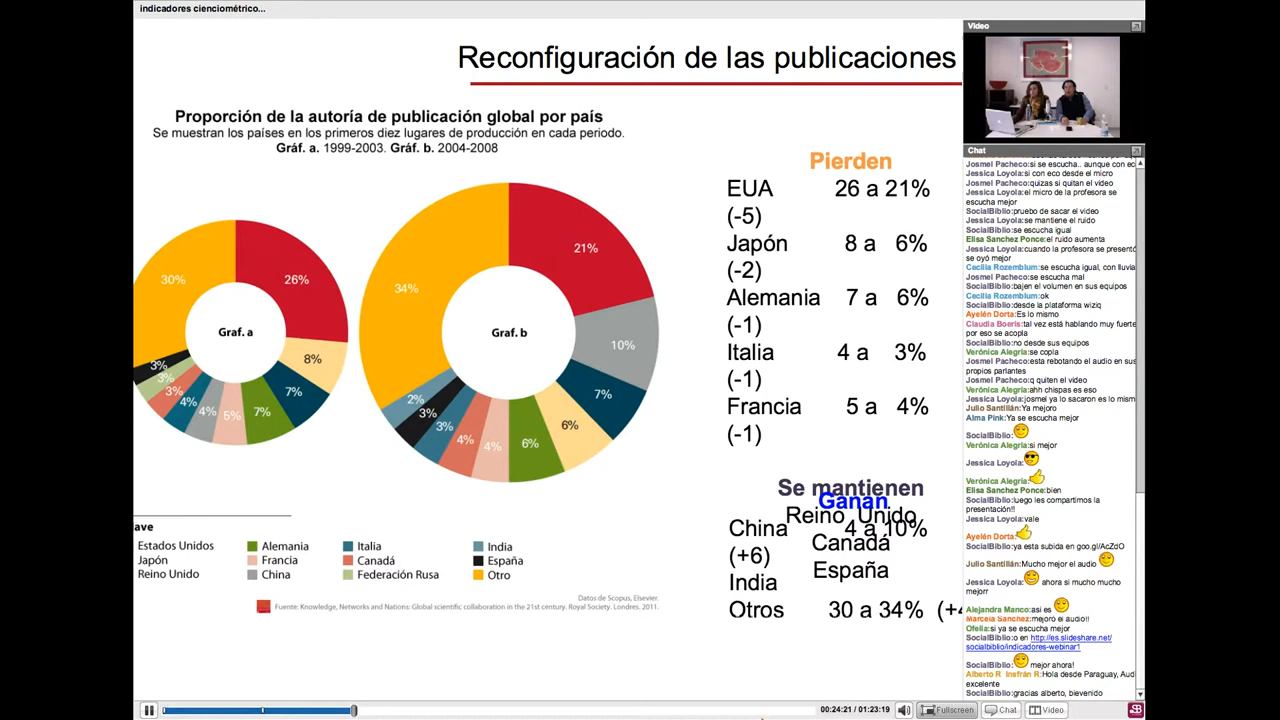 indicadores cienciométrico...
Reconfiguración de las publicaciones
Proporción de la autoría de publicación global por país
Se muestran los países en los primeros diez lugares de producción en cada periodo.
Gráf. a. 1999-2003. Gráf. b. 2004-2008
30%
26%
8%
7%
7%
5%
4%
4%
3%
3%
3%
Graf. a
34%
21%
10%
7%
6%
6%
4%
4%
3%
3%
2%
Graf. b
Pierden
EUA 26 a 21%
(-5)
Japón 8 a 6%
(-2)
Alemania 7 a 6%
(-1)
Italia 4 a 3%
(-1)
Francia 5 a 4%
(-1)
Se mantienen
Ganan
Reino Unido
China 4 a 10%
Canadá
(+6)
España
India
Otros 30 a 34% (+4
ave
Estados Unidos Alemania Italia India
Japón Francia Canadá España
Reino Unido China Federación Rusa Otro
Datos de Scopus, Elsevier.
Fuente: Knowledge, Networks and Nations: Global scientific collaboration in the 21st century. Royal Society. Londres. 2011.
Video
Chat
Josmel Pacheco: si se escucha.. aunque con ec
Jessica Loyola: si con eco desde el micro
Josmel Pacheco: quizas si quitan el video
Jessica Loyola: el micro de la profesora se
escucha mejor
SocialBiblio: pruebo de sacar el video
Jessica Loyola: se mantiene el ruido
SocialBiblio: se escucha igual
Elisa Sanchez Ponce: el ruido aumenta
Jessica Loyola: cuando la profesora se presentó
se oyó mejor
Cecilia Rozemblum: se escucha igual, con lluvia
Josmel Pacheco: se escucha mal
SocialBiblio: bajen el volumen en sus equipos
Cecilia Rozemblum: ok
SocialBiblio: desde la plataforma wiziq
Ayelén Dorta: Es lo mismo
Claudia Boeris: tal vez está hablando muy fuerte
por eso se acopla
SocialBiblio: no desde sus equipos
Verónica Alegría: se copla
Josmel Pacheco: esta rebotando el audio en sus
propios parlantes
Josmel Pacheco: q quiten el video
Verónica Alegría: ahh chispas es eso
Jessica Loyola: josmel ya lo sacaron es lo mism
Julio Santillán: Ya mejoro
Alma Pink: Ya se escucha mejor
SocialBiblio:
Verónica Alegría: si mejor
Jessica Loyola:
Verónica Alegría:
Elisa Sanchez Ponce: bien
SocialBiblio: luego les compartimos la
presentación!!
Jessica Loyola: vale
Ayelén Dorta:
SocialBiblio: ya esta subida en goo.gl/AcZdO
Julio Santillán: Mucho mejor el audio
Jessica Loyola: ahora si mucho mucho
mejorr
Alejandra Manco: así es
Marcela Sanchez: mejoró el audio!!
Ofelia: si ya se escucha mejor
SocialBiblio: o en http://es.slideshare.net/
socialbiblio/indicadores-webinar1
SocialBiblio: mejor ahora!
Alberto R Insfrán R: Hola desde Paraguay, Aud
excelente
SocialBiblio: gracias alberto, bievenido
00:24:21 / 01:23:19
Fullscreen
Chat
Video
SB